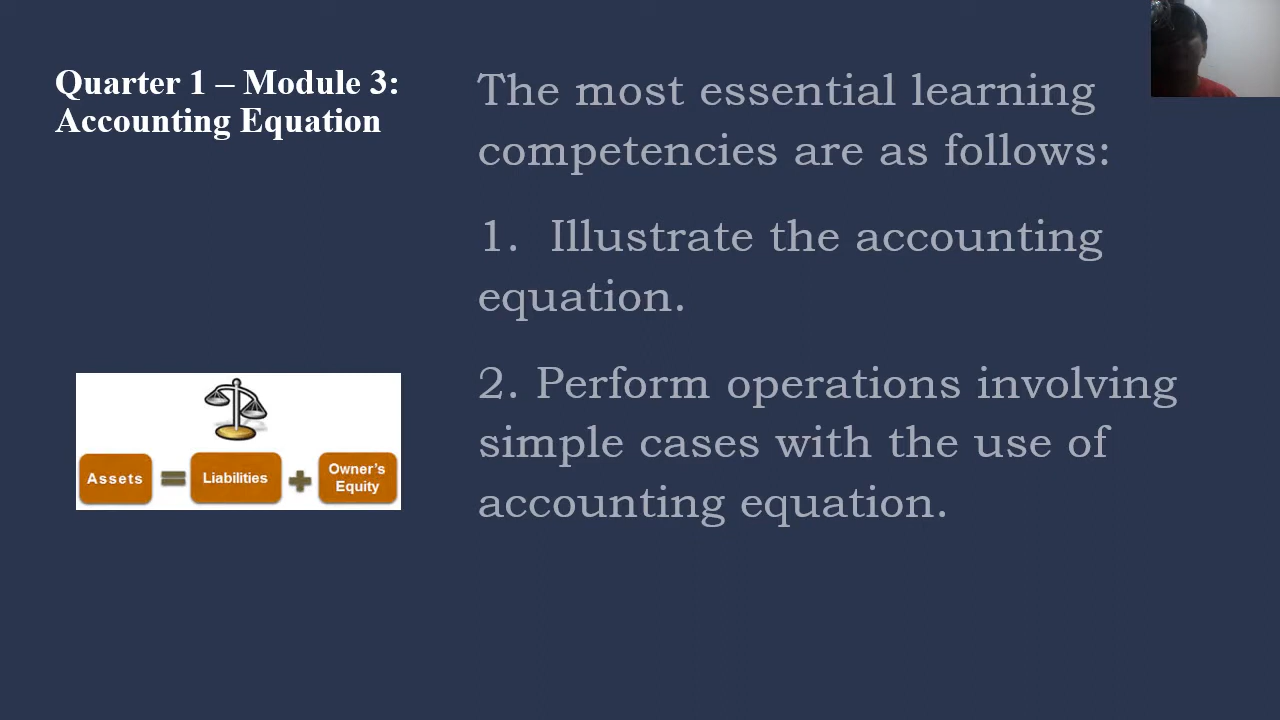 Quarter 1 – Module 3:
Accounting Equation
The most essential learning
competencies are as follows:
1. Illustrate the accounting
equation.
2. Perform operations involving
simple cases with the use of
accounting equation.
Assets = Liabilities + Owner's
Equity